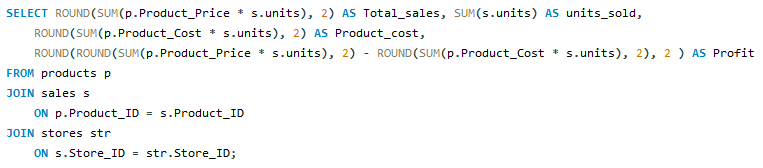 SELECT ROUND(SUM(p.Product_Price * s.units), 2) AS Total_sales, SUM(s.units) AS units_sold,
ROUND(SUM(p.Product_Cost * s.units), 2) AS Product_cost,
ROUND(ROUND(SUM(p.Product_Price * s.units), 2) - ROUND(SUM(p.Product_Cost * s.units), 2), 2 ) AS Profit
FROM products p
JOIN sales s
ON p.Product_ID = s.Product_ID
JOIN stores str
ON s.Store_ID = str.Store_ID;